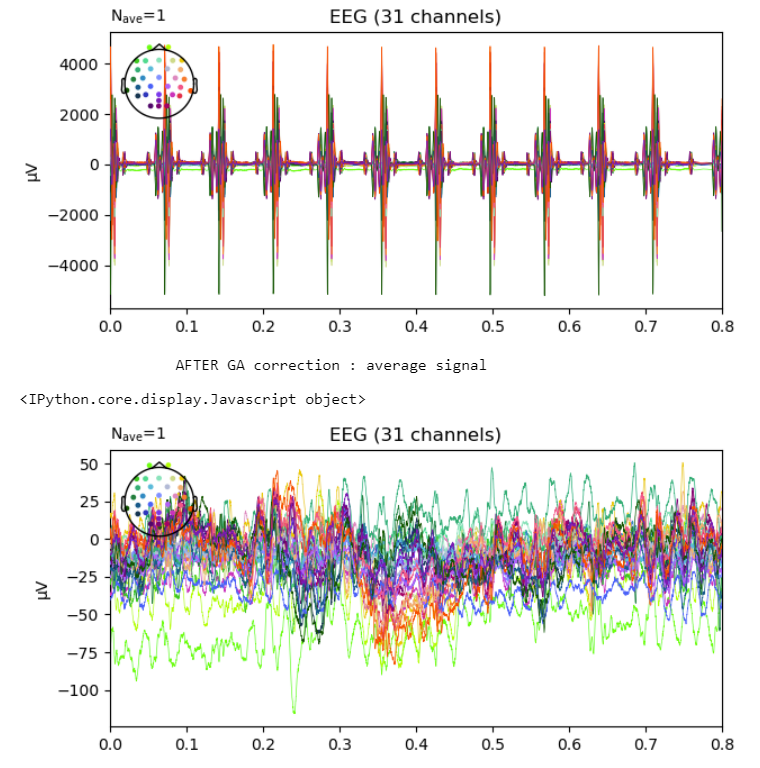 Nave=1 EEG (31 channels)
4000
2000
0
−2000
−4000
µV
0.0 0.1 0.2 0.3 0.4 0.5 0.6 0.7 0.8
AFTER GA correction : average signal
<IPython.core.display.Javascript object>
Nave=1 EEG (31 channels)
50
25
0
−25
−50
−75
−100
µV
0.0 0.1 0.2 0.3 0.4 0.5 0.6 0.7 0.8